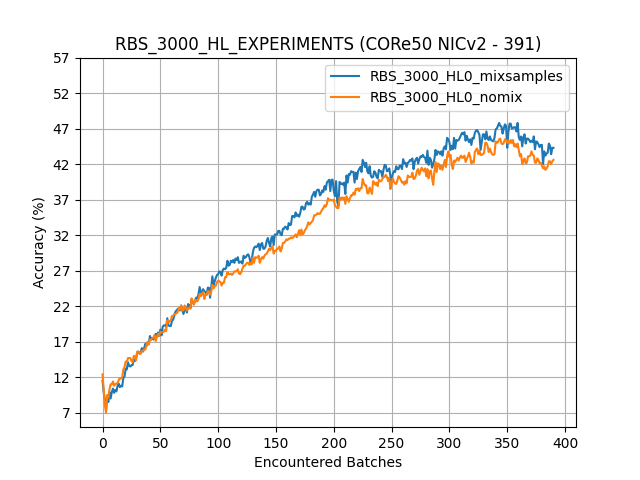 RBS_3000_HL_EXPERIMENTS (CORe50 NICv2 - 391)
57
52
47
42
37
32
27
22
17
12
7
Accuracy (%)
RBS_3000_HL0_mixsamples
RBS_3000_HL0_nomix
0 50 100 150 200 250 300 350 400
Encountered Batches